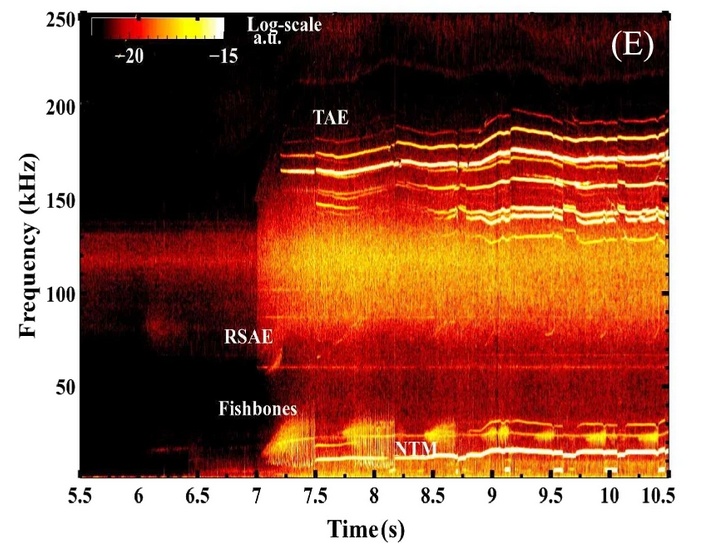 250
Log-scale
a.u.
−20
−15
(E)
TAE
200
150
100
50
Frequency (kHz)
RSAE
Fishbones
NTM
5.5 6 6.5 7 7.5 8 8.5 9 9.5 10 10.5
Time(s)